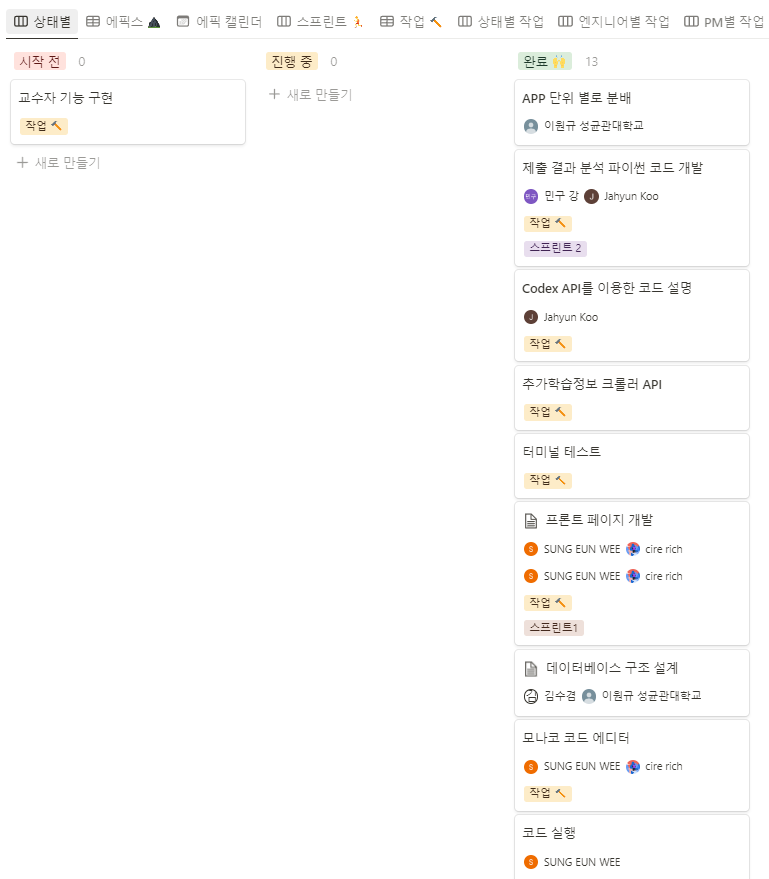 상태별 에픽스 에픽 캘린더 스프린트 작업 상태별 작업 엔지니어별 작업 PM별 작업
시작 전 0
교수자 기능 구현
작업
+ 새로 만들기
진행 중 0
+ 새로 만들기
완료 13
APP 단위 별로 분배
이원규 성균관대학교
제출 결과 분석 파이썬 코드 개발
민구 민구 강 J Jahyun Koo
작업
스프린트 2
Codex API를 이용한 코드 설명
J Jahyun Koo
작업
추가학습정보 크롤러 API
작업
터미널 테스트
작업
프론트 페이지 개발
S SUNG EUN WEE cire rich
S SUNG EUN WEE cire rich
작업
스프린트1
데이터베이스 구조 설계
김수겸 이원규 성균관대학교
모나코 코드 에디터
S SUNG EUN WEE cire rich
작업
코드 실행
S SUNG EUN WEE